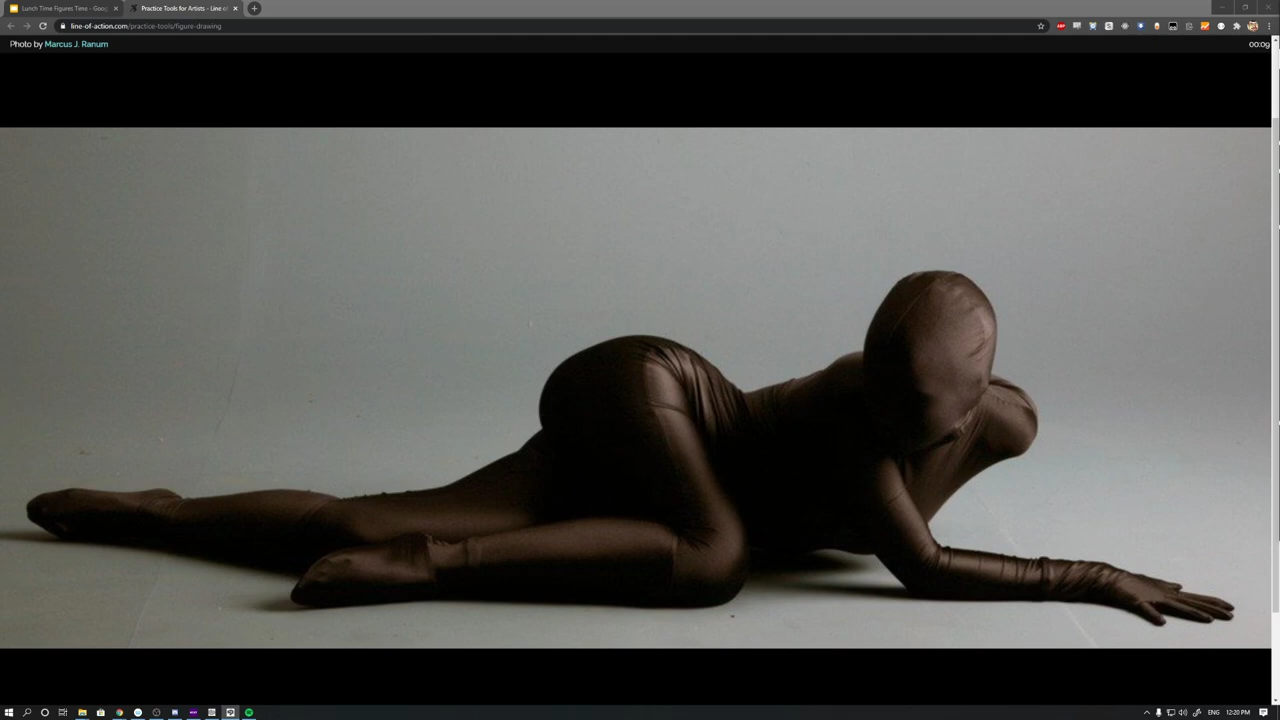 Lunch Time Figures Time - Goog
Practice Tools for Artists - Line o
line-of-action.com/practice-tools/figure-drawing
Photo by Marcus J. Ranum
00:09
ENG
12:20 PM